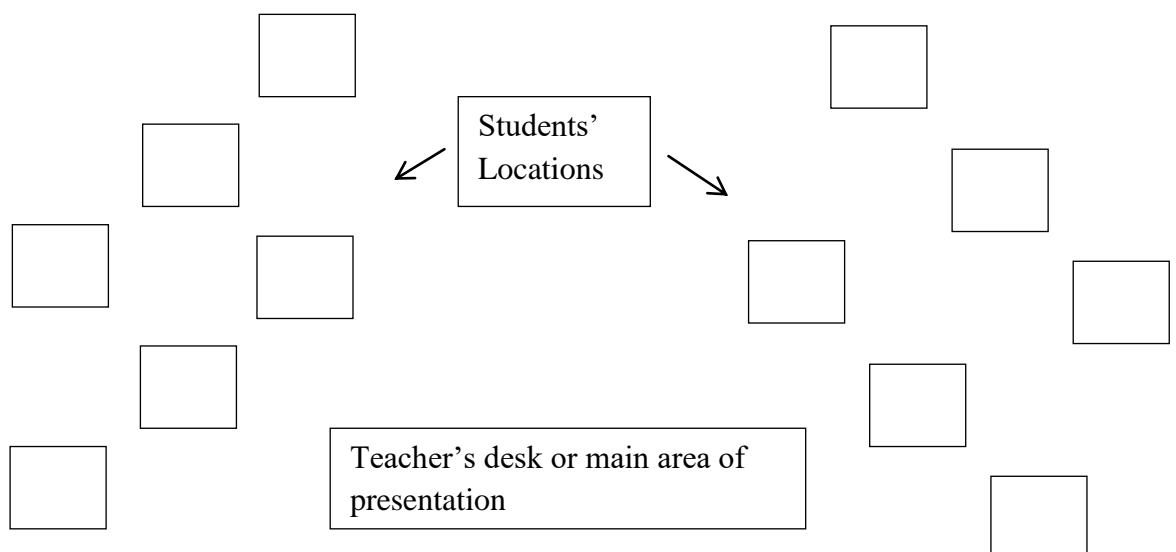 Students’
Locations
Teacher’s desk or main area of
presentation